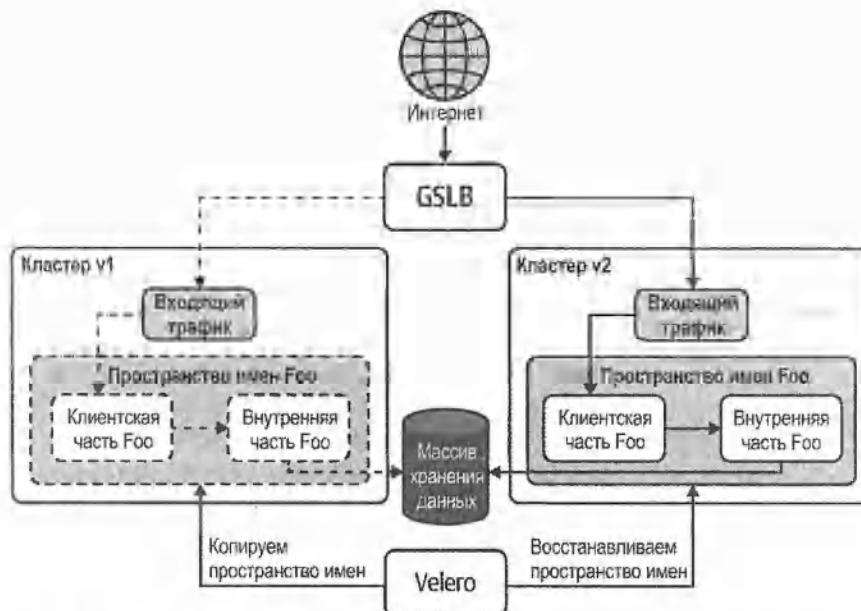 Интернет
GSLB
Кластер v1
Входящий
трафик
Пространство имен Foo
Клиентская
часть Foo
Внутренняя
часть Foo
Кластер v2
Входящий
трафик
Пространство имен Foo
Клиентская
часть Foo
Внутренняя
часть Foo
Массив
хранения
данных
Копируем
пространство имен
Velero
Восстанавливаем
пространство имен